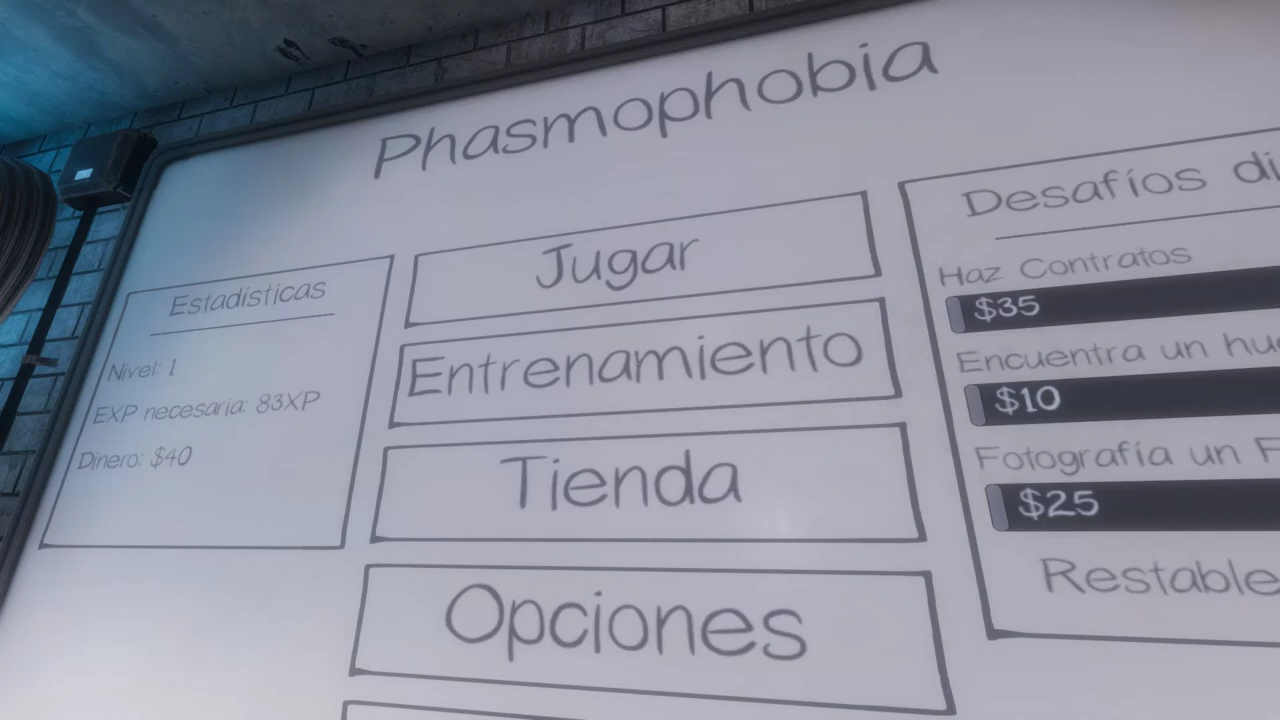 Phasmophobia
Estadísticas
Nivel: 1
EXP necesaria: 83XP
Dinero: $40
Jugar
Entrenamiento
Tienda
Opciones
Desafíos
Haz Contratos
$35
Encuentra un
$10
Fotografía un
$25